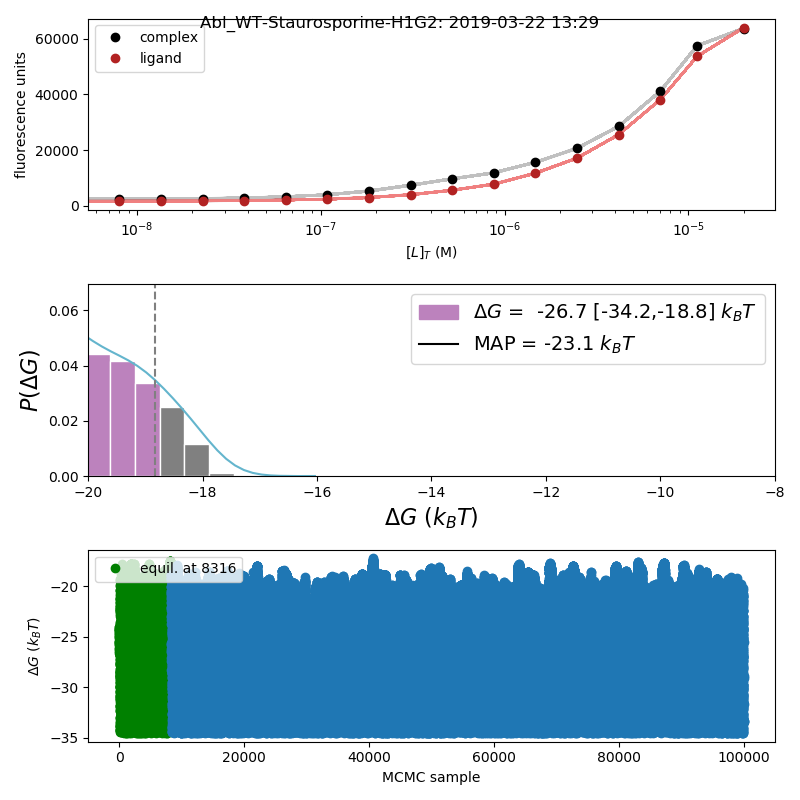 Abl_WT-Staurosporine-H1G2: 2019-03-22 13:29
complex
ligand
fluorescence units
60000
40000
20000
0
10⁻⁸ 10⁻⁷ 10⁻⁶ 10⁻⁵
[L]_T (M)
ΔG = -26.7 [-34.2,-18.8] k_BT
MAP = -23.1 k_BT
P(ΔG)
0.06
0.04
0.02
0.00
−20 −18 −16 −14 −12 −10 −8
ΔG (k_BT)
equil. at 8316
ΔG (k_BT)
−20
−25
−30
−35
0 20000 40000 60000 80000 100000
MCMC sample